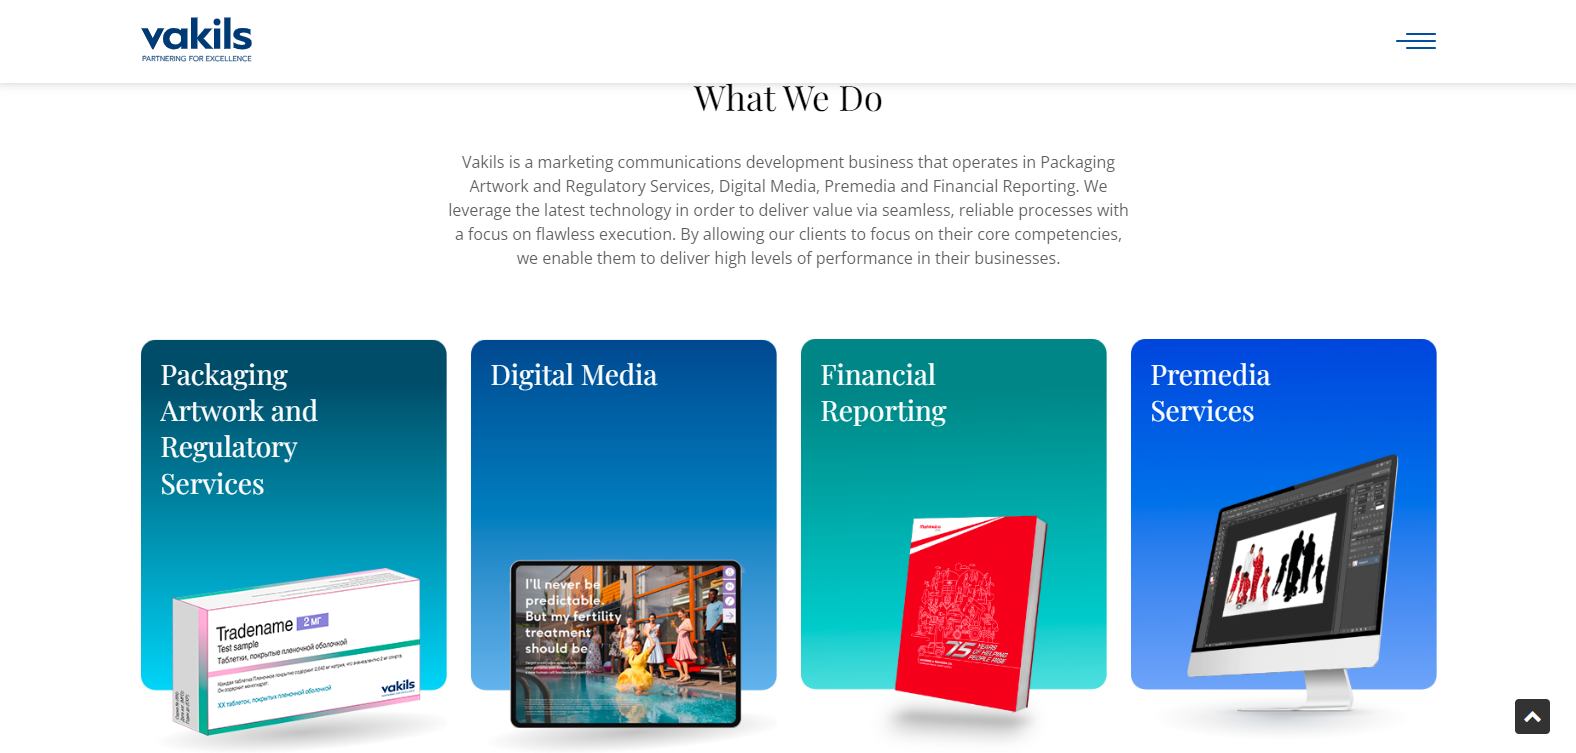 vakils
PARTNERING FOR EXCELLENCE
What We Do
Vakils is a marketing communications development business that operates in Packaging
Artwork and Regulatory Services, Digital Media, Premedia and Financial Reporting. We
leverage the latest technology in order to deliver value via seamless, reliable processes with
a focus on flawless execution. By allowing our clients to focus on their core competencies,
we enable them to deliver high levels of performance in their businesses.
Packaging
Artwork and
Regulatory
Services
Tradename 2 мг
Test sample
Таблетки, покрытые пленочной оболочкой
XX таблеток, покрытых пленочной оболочкой
vakils
Digital Media
I'll never be
predictable.
But my fertility
treatment
should be.
Financial
Reporting
Mahindra
75 YEARS
OF HELPING
PEOPLE RISE
Premedia
Services